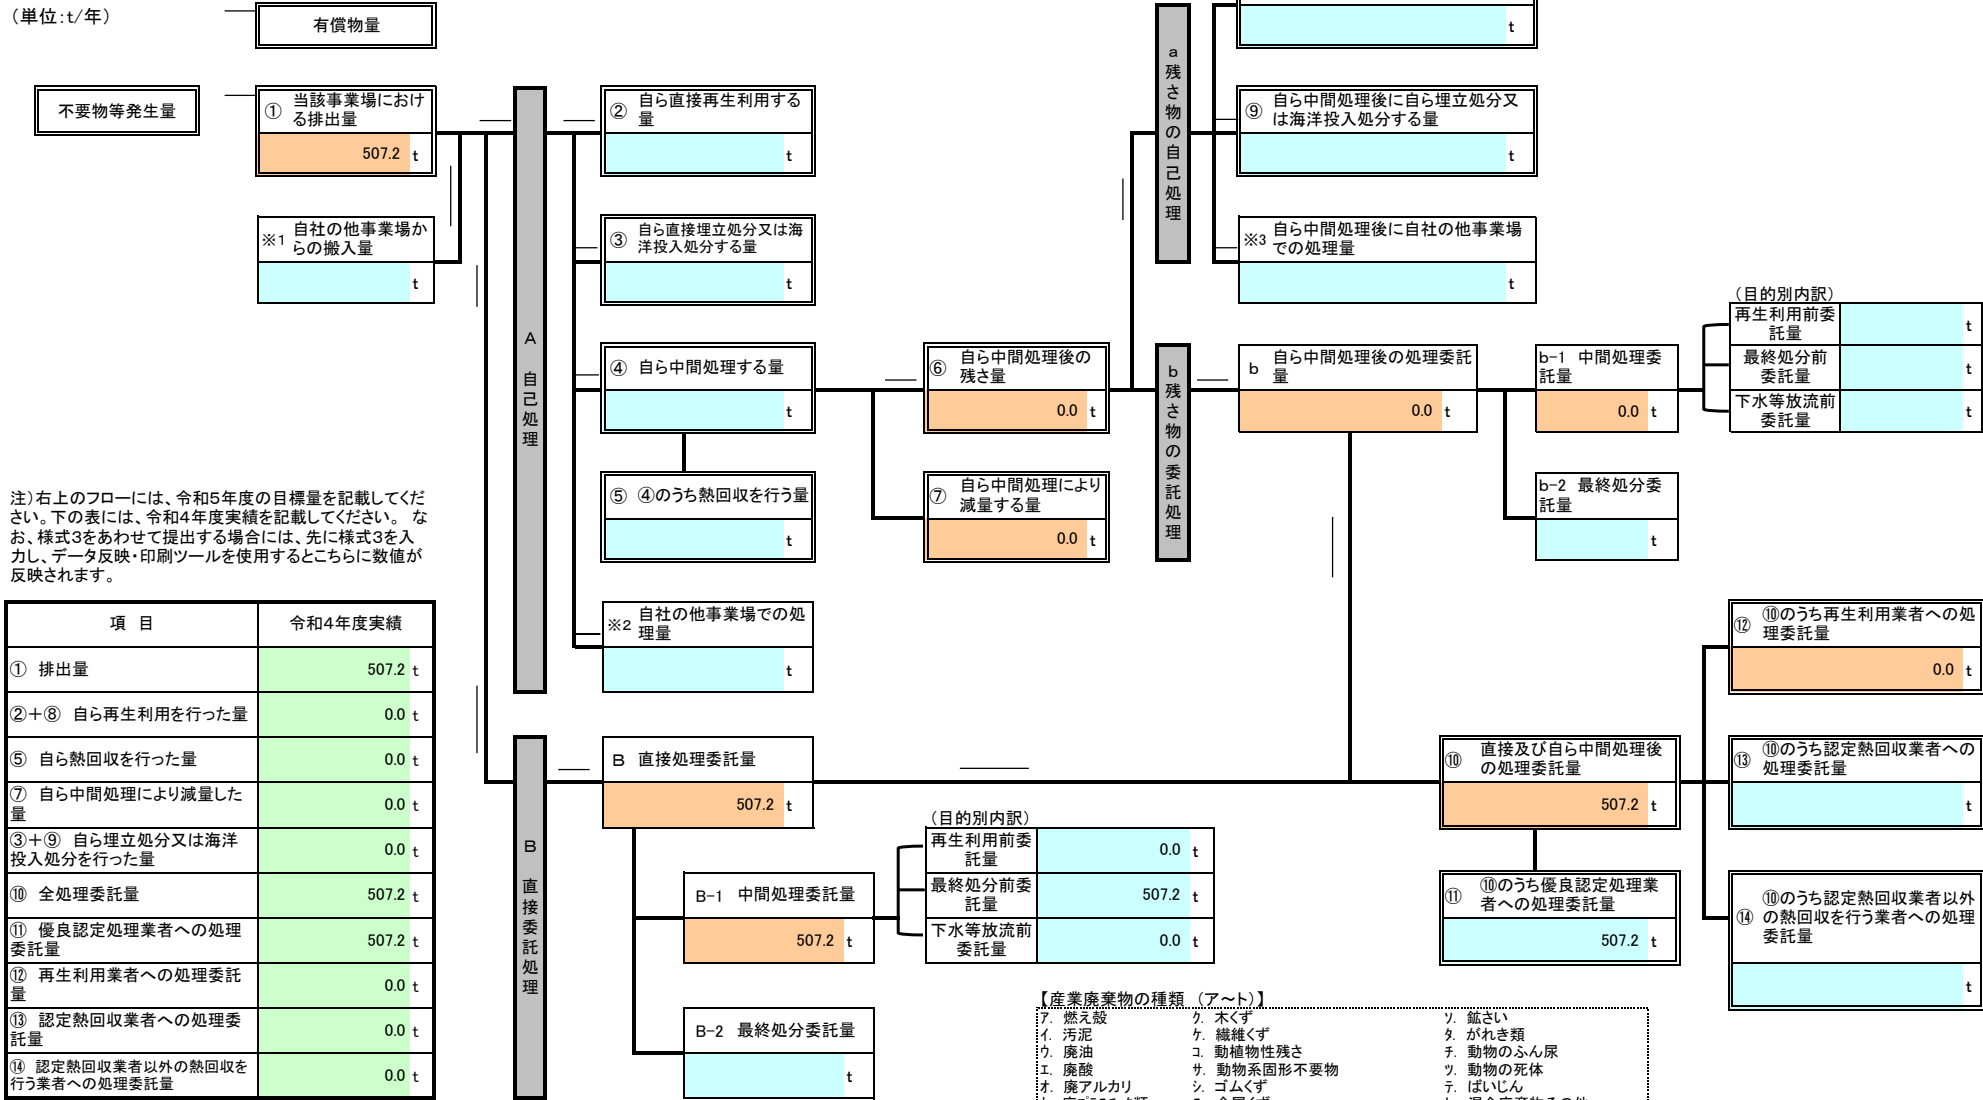 （単位:t/年）
有償物量
t
不要物等発生量
① 当該事業場におけ
る排出量
507.2 t
※1 自社の他事業場か
らの搬入量
t
A 自己処理
② 自ら直接再生利用する
量
t
③ 自ら直接埋立処分又は海
洋投入処分する量
t
④ 自ら中間処理する量
t
⑤ ④のうち熱回収を行う量
t
※2 自社の他事業場での処
理量
t
⑥ 自ら中間処理後の
残さ量
0.0 t
⑦ 自ら中間処理により
減量する量
0.0 t
a 残さ物の自己処理
⑨ 自ら中間処理後に自ら埋立処分又
は海洋投入処分する量
t
※3 自ら中間処理後に自社の他事業場
での処理量
t
b 残さ物の委託処理
b 自ら中間処理後の処理委託
量
0.0 t
b-1 中間処理委
託量
0.0 t
b-2 最終処分委
託量
t
（目的別内訳）
再生利用前委
託量
t
最終処分前
委託量
t
下水等放流前
委託量
t
注）右上のフローには、令和5年度の目標量を記載してくだ
さい。下の表には、令和4年度実績を記載してください。 な
お、様式3をあわせて提出する場合には、先に様式3を入
力し、データ反映・印刷ツールを使用するとこちらに数値が
反映されます。
項 目 令和4年度実績
① 排出量 507.2 t
②＋⑧ 自ら再生利用を行った量 0.0 t
⑤ 自ら熱回収を行った量 0.0 t
⑦ 自ら中間処理により減量した
量 0.0 t
③＋⑨ 自ら埋立処分又は海洋
投入処分を行った量 0.0 t
⑩ 全処理委託量 507.2 t
⑪ 優良認定処理業者への処理
委託量 507.2 t
⑫ 再生利用業者への処理委託
量 0.0 t
⑬ 認定熱回収業者への処理委
託量 0.0 t
⑭ 認定熱回収業者以外の熱回収を
行う業者への処理委託量 0.0 t
B 直接委託処理
B 直接処理委託量
507.2 t
B-1 中間処理委託量
507.2 t
B-2 最終処分委託量
t
（目的別内訳）
再生利用前委
託量
0.0 t
最終処分前委
託量
507.2 t
下水等放流前
委託量
0.0 t
⑩ 直接及び自ら中間処理後
の処理委託量
507.2 t
⑪ ⑩のうち優良認定処理業
者への処理委託量
507.2 t
⑫ ⑩のうち再生利用業者への処
理委託量
0.0 t
⑬ ⑩のうち認定熱回収業者への
処理委託量
t
⑭ ⑩のうち認定熱回収業者以外
の熱回収を行う業者への処理
委託量
t
【産業廃棄物の種類 （ア～ト）】
ア. 燃え殻 ク. 木くず ソ. 鉱さい
イ. 汚泥 ケ. 繊維くず タ. がれき類
ウ. 廃油 コ. 動植物性残さ チ. 動物のふん尿
エ. 廃酸 サ. 動物系固形不要物 ツ. 動物の死体
オ. 廃アルカリ シ. ゴムくず テ. ばいじん